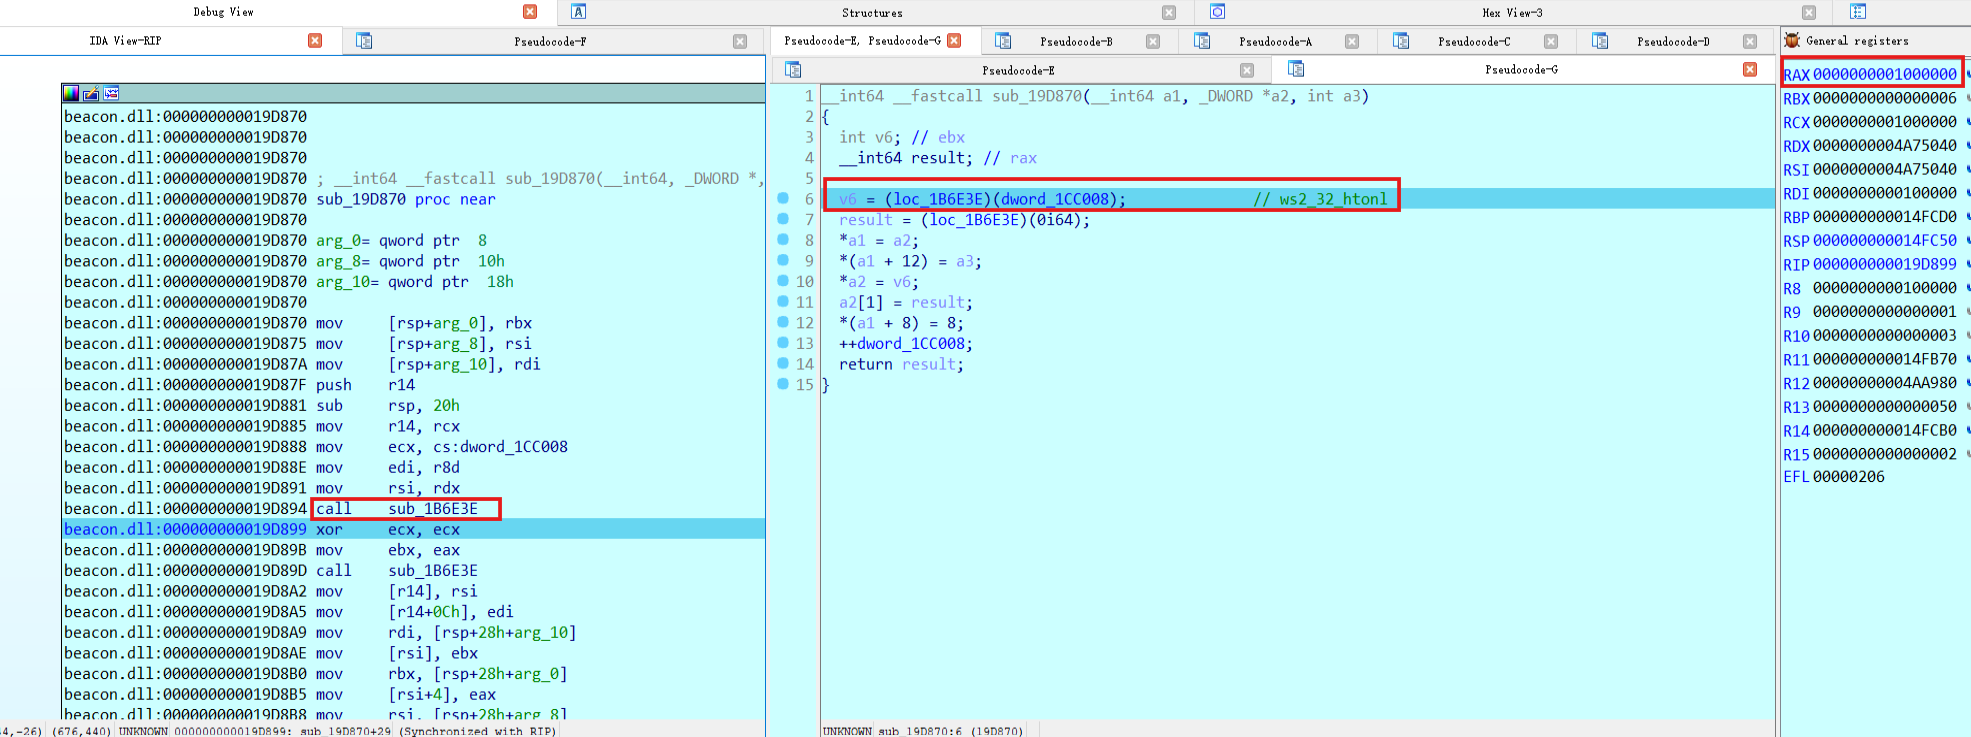 Debug View
Structures
Hex View-3
IDA View-RIP
Pseudocode-F
Pseudocode-E, Pseudocode-G
Pseudocode-B
Pseudocode-A
Pseudocode-C
Pseudocode-D
General registers
Pseudocode-E
Pseudocode-G
beacon.dll:000000000019D870
beacon.dll:000000000019D870
beacon.dll:000000000019D870
beacon.dll:000000000019D870 ; __int64 __fastcall sub_19D870(__int64, _DWORD *,
beacon.dll:000000000019D870 sub_19D870 proc near
beacon.dll:000000000019D870
beacon.dll:000000000019D870 arg_0= qword ptr  8
beacon.dll:000000000019D870 arg_8= qword ptr  10h
beacon.dll:000000000019D870 arg_10= qword ptr  18h
beacon.dll:000000000019D870
beacon.dll:000000000019D870 mov     [rsp+arg_0], rbx
beacon.dll:000000000019D875 mov     [rsp+arg_8], rsi
beacon.dll:000000000019D87A mov     [rsp+arg_10], rdi
beacon.dll:000000000019D87F push    r14
beacon.dll:000000000019D881 sub     rsp, 20h
beacon.dll:000000000019D885 mov     r14, rcx
beacon.dll:000000000019D888 mov     ecx, cs:dword_1CC008
beacon.dll:000000000019D88E mov     edi, r8d
beacon.dll:000000000019D891 mov     rsi, rdx
beacon.dll:000000000019D894 call    sub_1B6E3E
beacon.dll:000000000019D899 xor     ecx, ecx
beacon.dll:000000000019D89B mov     ebx, eax
beacon.dll:000000000019D89D call    sub_1B6E3E
beacon.dll:000000000019D8A2 mov     [r14], rsi
beacon.dll:000000000019D8A5 mov     [r14+0Ch], edi
beacon.dll:000000000019D8A9 mov     rdi, [rsp+28h+arg_10]
beacon.dll:000000000019D8AE mov     [rsi], ebx
beacon.dll:000000000019D8B0 mov     rbx, [rsp+28h+arg_0]
beacon.dll:000000000019D8B5 mov     [rsi+4], eax
beacon.dll:000000000019D8B8 mov     rsi, [rsp+28h+arg_8]
4,-26) (676,440) UNKNOWN 000000000019D899: sub_19D870+29 (Synchronized with RIP)
1 __int64 __fastcall sub_19D870(__int64 a1, _DWORD *a2, int a3)
2 {
3   int v6; // ebx
4   __int64 result; // rax
5
6   v6 = (loc_1B6E3E)(dword_1CC008);              // ws2_32_htonl
7   result = (loc_1B6E3E)(0i64);
8   *a1 = a2;
9   *(a1 + 12) = a3;
10   *a2 = v6;
11   a2[1] = result;
12   *(a1 + 8) = 8;
13   ++dword_1CC008;
14   return result;
15 }
UNKNOWN sub_19D870:6 (19D870)
RAX 0000000001000000
RBX 0000000000000006
RCX 0000000001000000
RDX 0000000004A75040
RSI 0000000004A75040
RDI 0000000000100000
RBP 000000000014FCD0
RSP 000000000014FC50
RIP 000000000019D899
R8 0000000000100000
R9 0000000000000001
R10 0000000000000003
R11 000000000014FB70
R12 00000000004AA980
R13 0000000000000050
R14 000000000014FCB0
R15 0000000000000002
EFL 00000206